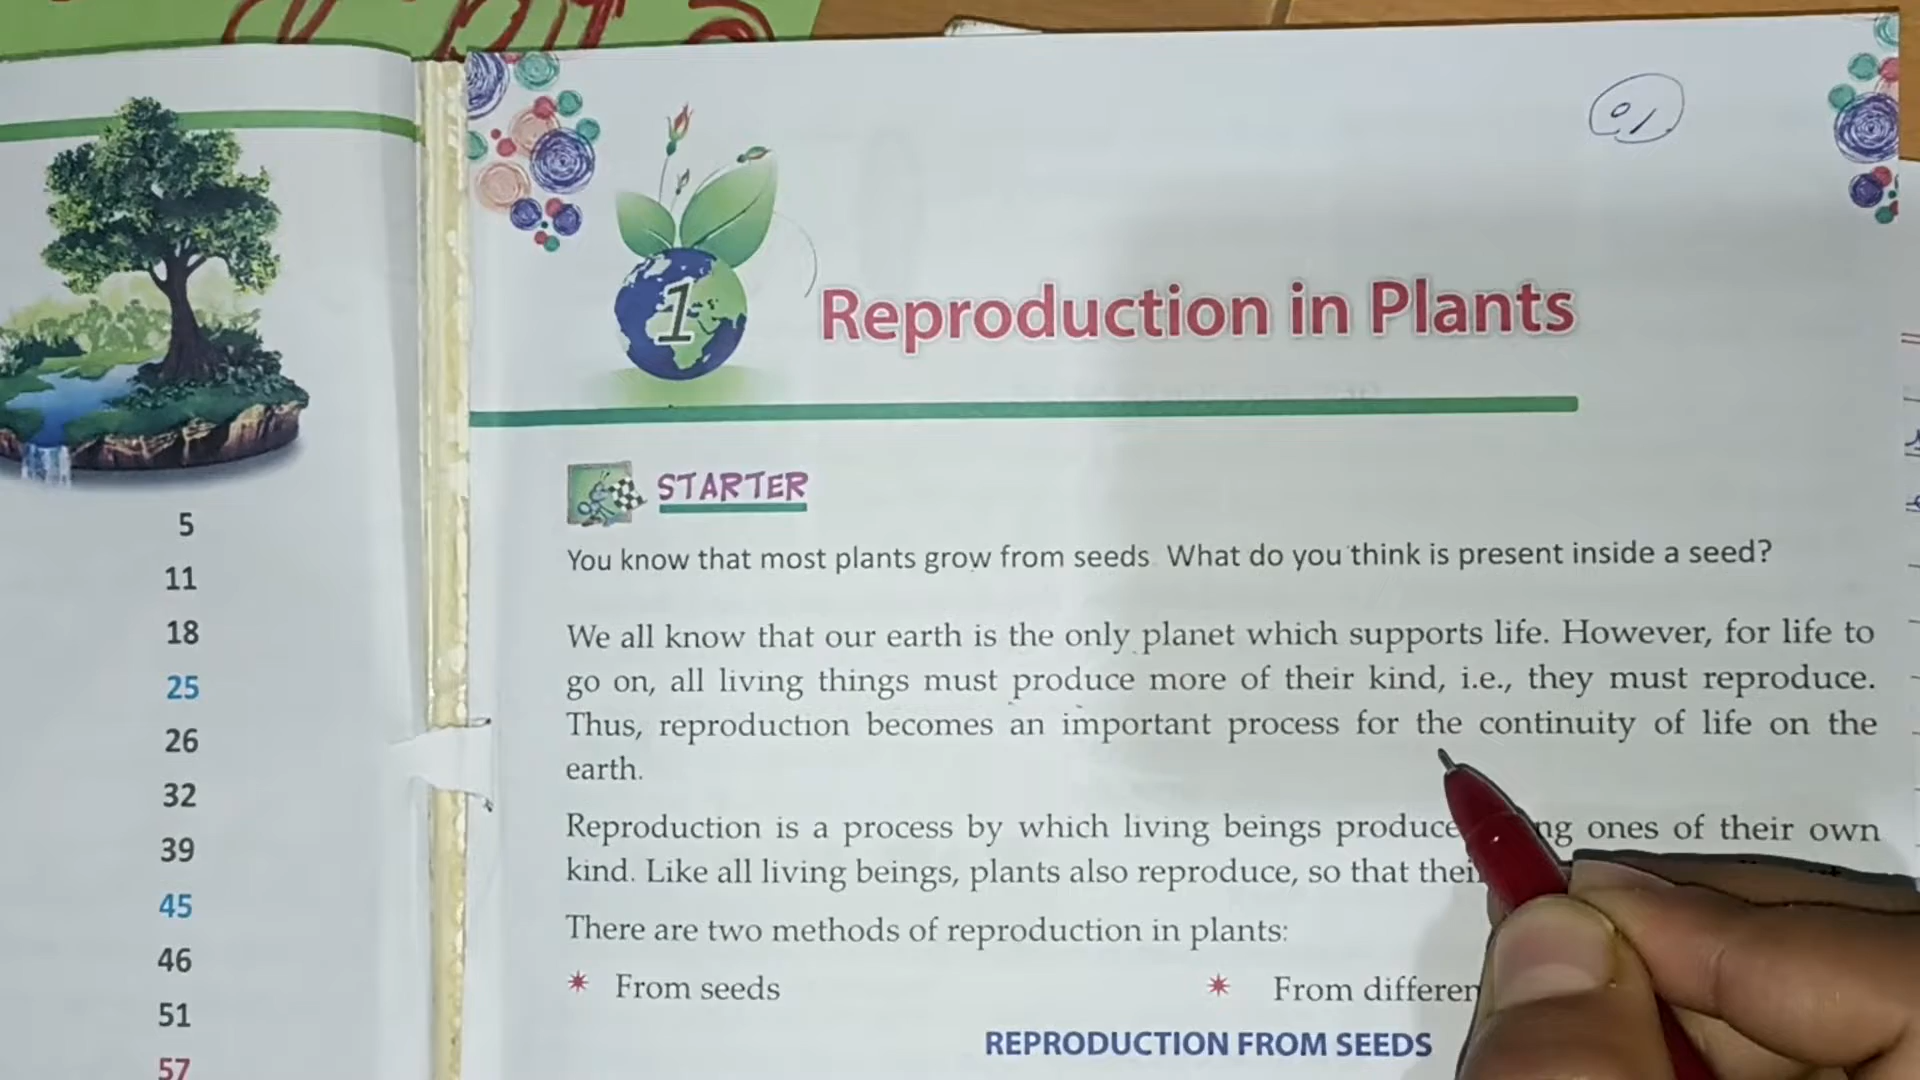 5
11
18
25
26
32
39
45
46
51
57
01
1
Reproduction in Plants
STARTER
You know that most plants grow from seeds. What do you think is present inside a seed?
We all know that our earth is the only planet which supports life. However, for life to
go on, all living things must produce more of their kind, i.e., they must reproduce.
Thus, reproduction becomes an important process for the continuity of life on the
earth.
Reproduction is a process by which living beings produce ones of their own
kind. Like all living beings, plants also reproduce, so that
There are two methods of reproduction in plants:
* From seeds
* From
REPRODUCTION FROM SEEDS